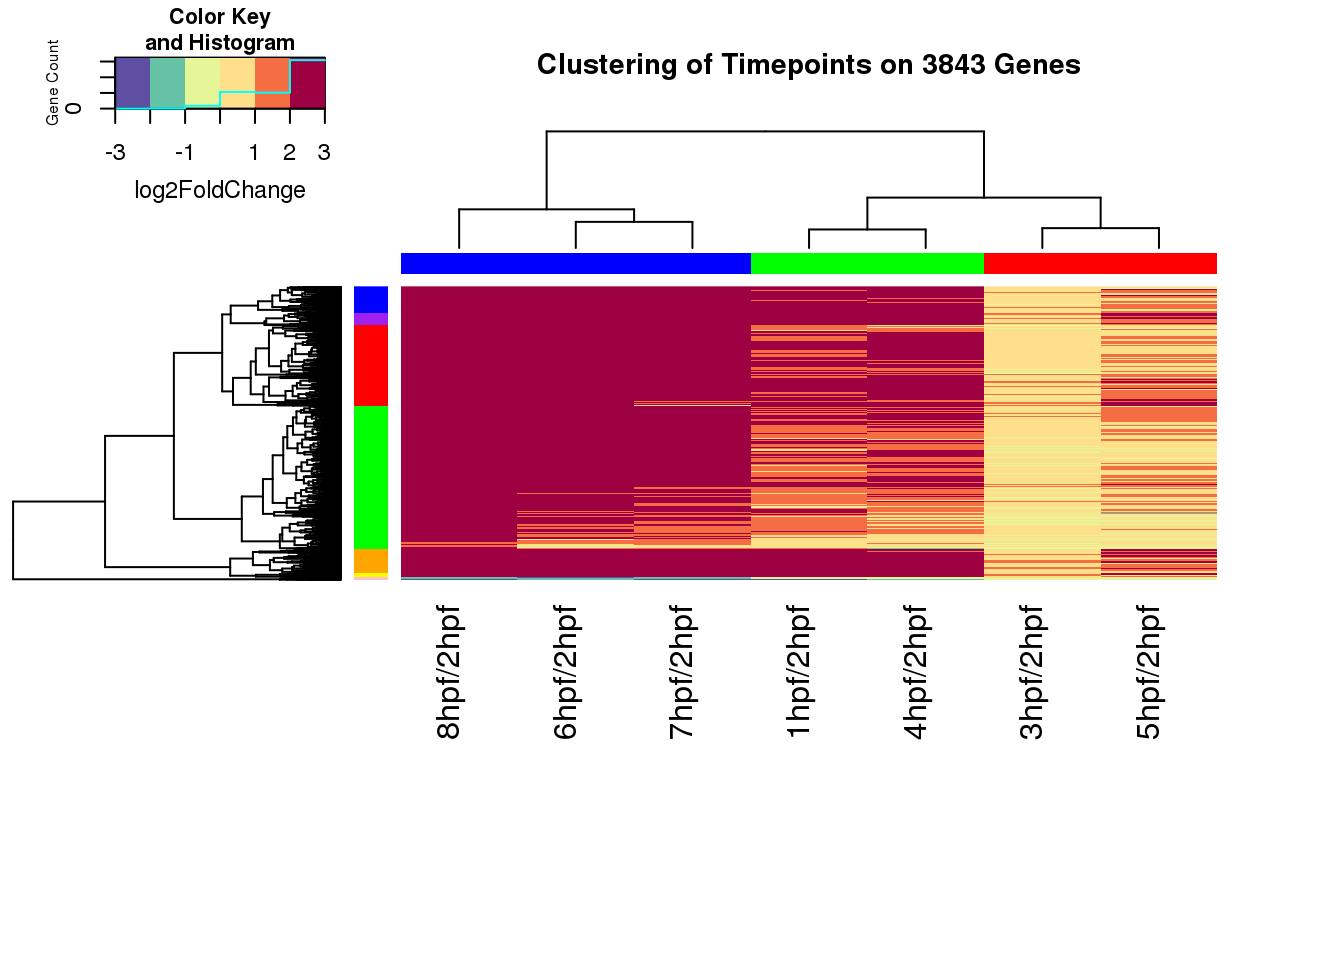 Color Key
and Histogram
Gene Count
0
-3 -1 1 2 3
log2FoldChange
Clustering of Timepoints on 3843 Genes
8hpf/2hpf
6hpf/2hpf
7hpf/2hpf
1hpf/2hpf
4hpf/2hpf
3hpf/2hpf
5hpf/2hpf